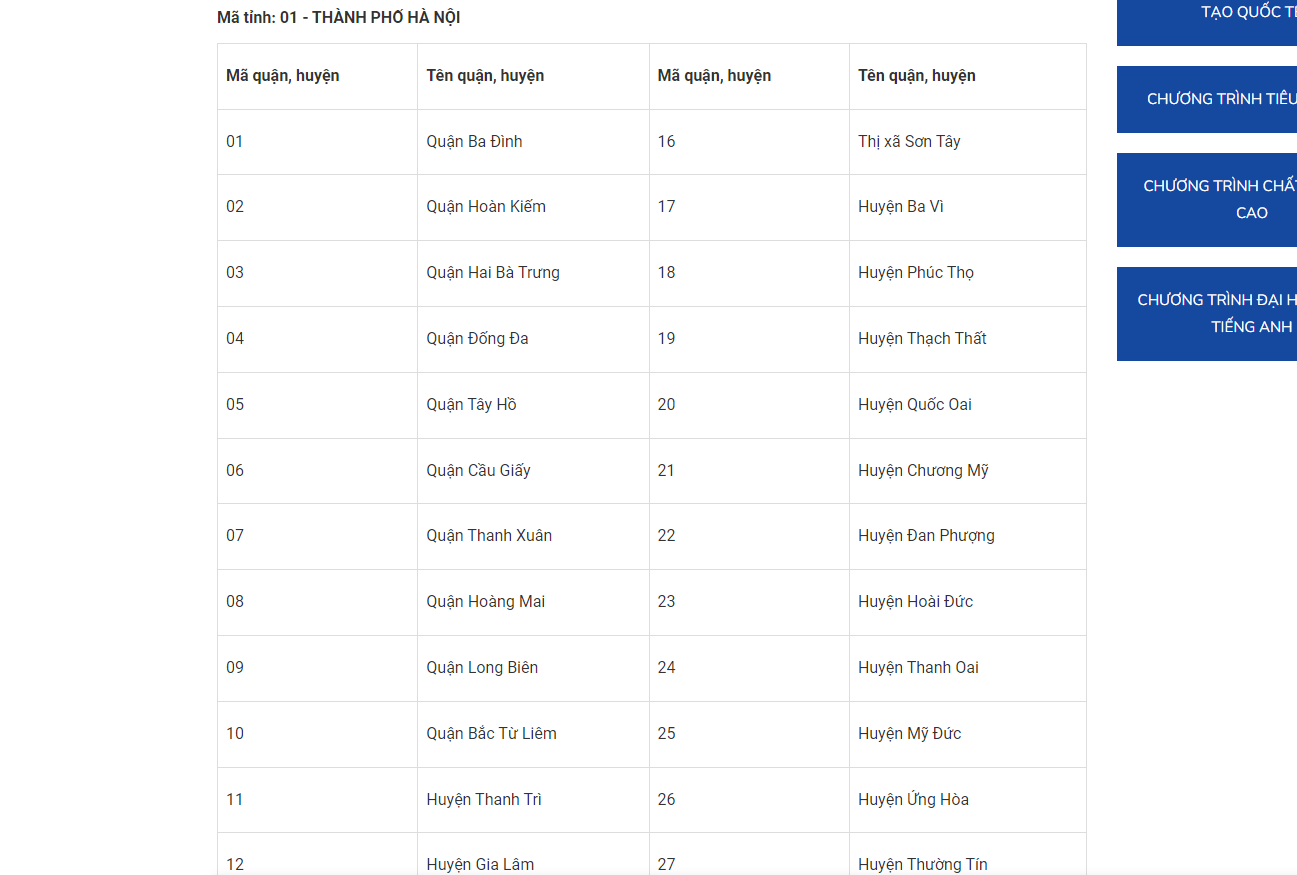 Mã tỉnh: 01 - THÀNH PHỐ HÀ NỘI
Mã quận, huyện Tên quận, huyện Mã quận, huyện Tên quận, huyện
01 Quận Ba Đình 16 Thị xã Sơn Tây
02 Quận Hoàn Kiếm 17 Huyện Ba Vì
03 Quận Hai Bà Trưng 18 Huyện Phúc Thọ
04 Quận Đống Đa 19 Huyện Thạch Thất
05 Quận Tây Hồ 20 Huyện Quốc Oai
06 Quận Cầu Giấy 21 Huyện Chương Mỹ
07 Quận Thanh Xuân 22 Huyện Đan Phượng
08 Quận Hoàng Mai 23 Huyện Hoài Đức
09 Quận Long Biên 24 Huyện Thanh Oai
10 Quận Bắc Từ Liêm 25 Huyện Mỹ Đức
11 Huyện Thanh Trì 26 Huyện Ứng Hòa
12 Huyện Gia Lâm 27 Huyện Thường Tín
TẠO QUỐC
CHƯƠNG TRÌNH TIÊU
CHƯƠNG TRÌNH
CAO
CHƯƠNG TRÌNH ĐẠI
TIẾNG ANH